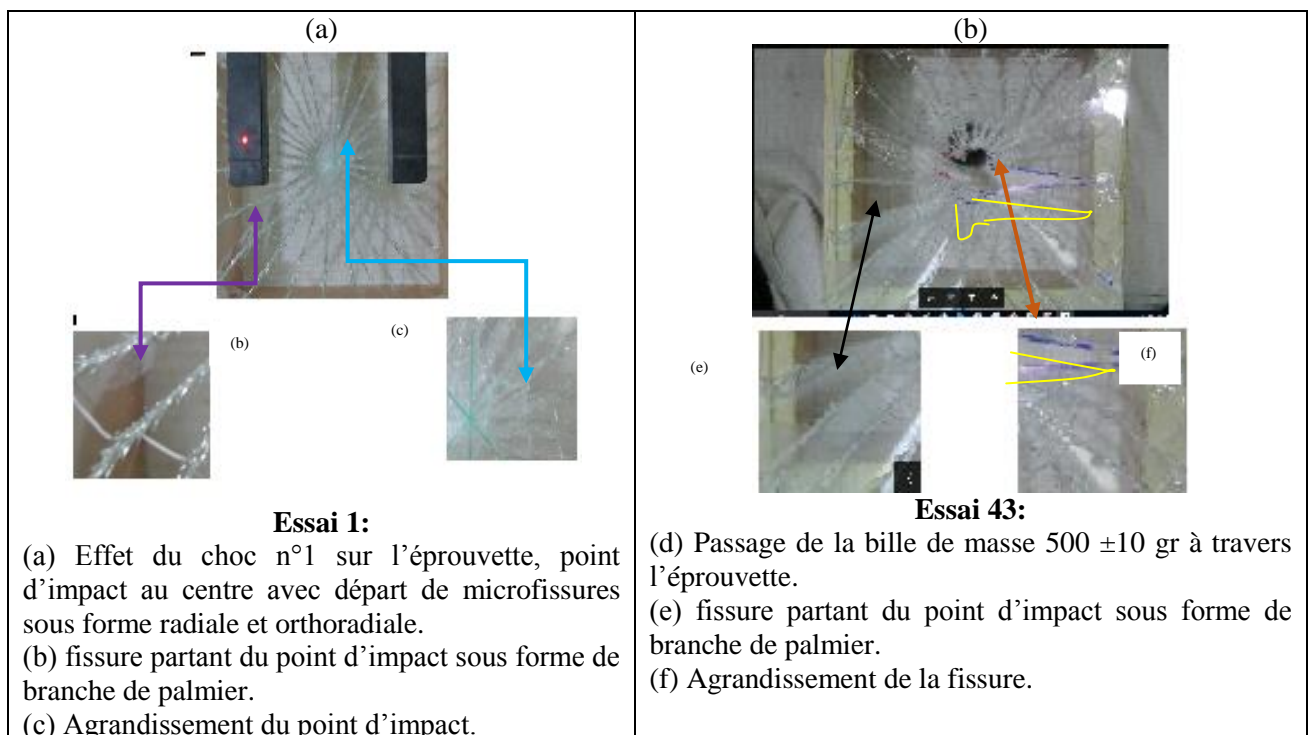 (a)
(b)
(c)
(b)
(e)
(f)
Essai 1:
(a) Effet du choc n°1 sur l’éprouvette, point
d’impact au centre avec départ de microfissures
sous forme radiale et orthoradiale.
(b) fissure partant du point d’impact sous forme de
branche de palmier.
(c) Agrandissement du point d’impact.
Essai 43:
(d) Passage de la bille de masse 500 ±10 gr à travers
l’éprouvette.
(e) fissure partant du point d’impact sous forme de
branche de palmier.
(f) Agrandissement de la fissure.